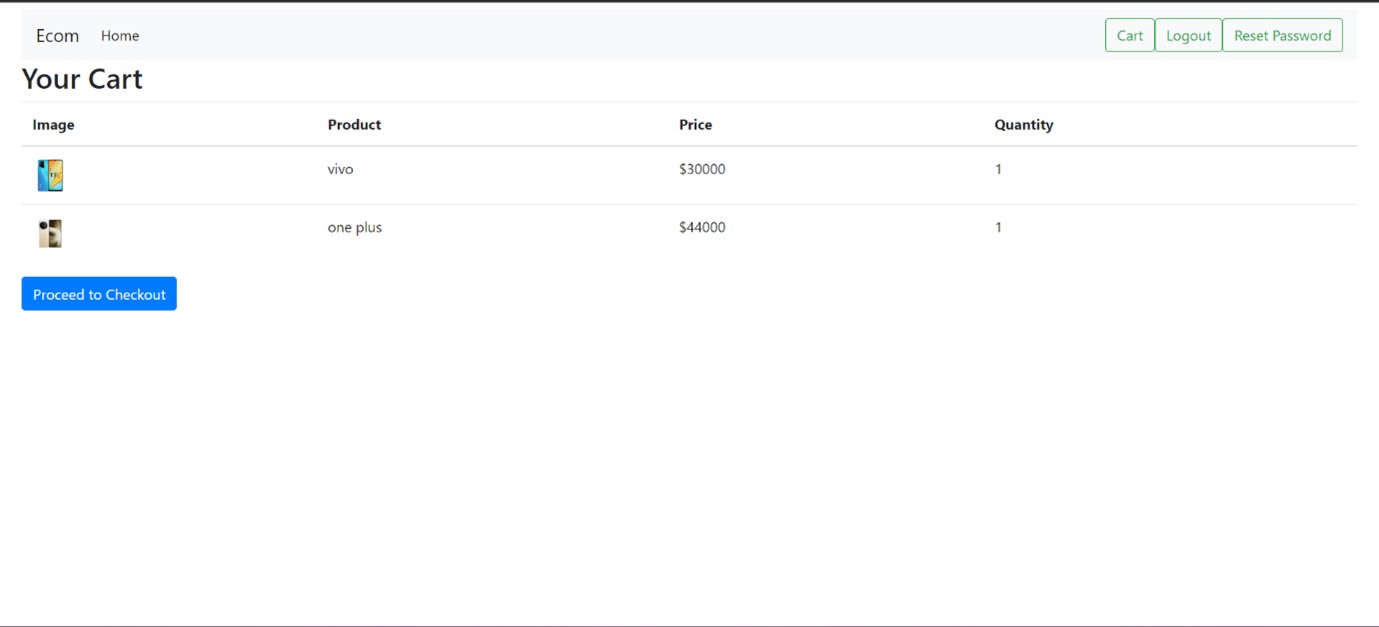 Ecom Home Cart Logout Reset Password
Your Cart
Image Product Price Quantity
vivo $30000 1
one plus $44000 1
Proceed to Checkout